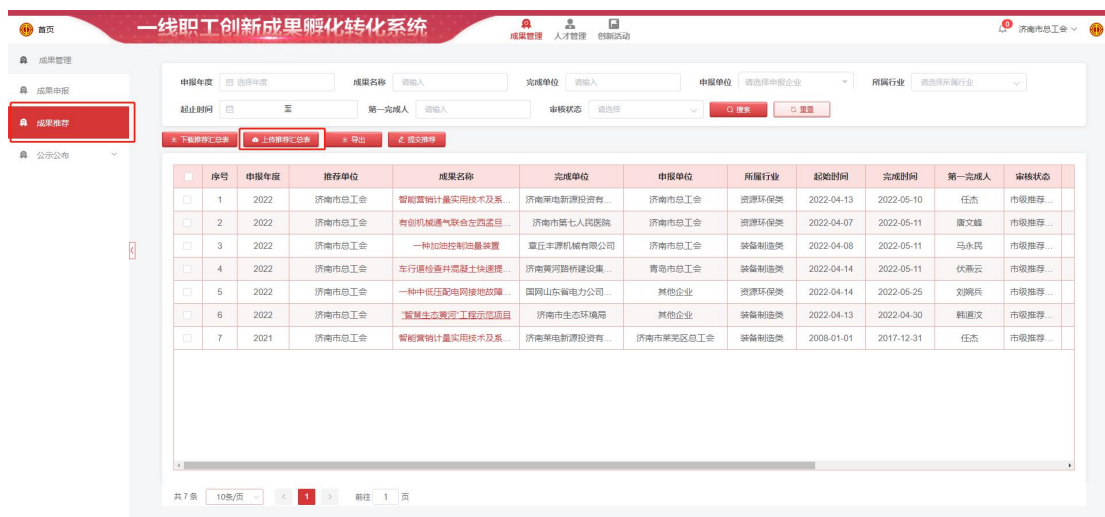 首页
一线职工创新成果孵化转化系统
成果管理 人才管理 创新活动
0
济南市总工会
成果管理
成果申报
成果推荐
公示公布
申报年度 选择年度 成果名称 请输入 完成单位 请输入 申报单位 请选择申报企业 所属行业 请选择所属行业
起止时间 至 第一完成人 请输入 审核状态 请选择 搜索 重置
下载推荐汇总表 上传推荐汇总表 导出 提交推荐
序号 申报年度 推荐单位 成果名称 完成单位 申报单位 所属行业 起始时间 完成时间 第一完成人 审核状态
1 2022 济南市总工会 智能营销计量实用技术及系... 济南莱电新源投资有... 济南市总工会 资源环保类 2022-04-13 2022-05-10 任杰 市级推荐...
2 2022 济南市总工会 有创机械通气联合左西孟旦... 济南市第七人民医院 济南市总工会 资源环保类 2022-04-07 2022-05-11 唐文峰 市级推荐...
3 2022 济南市总工会 一种加油控制油量装置 章丘丰源机械有限公司 济南市总工会 装备制造类 2022-04-08 2022-05-11 马永民 市级推荐...
4 2022 济南市总工会 车行道检查井混凝土快速提... 济南黄河路桥建设集... 青岛市总工会 装备制造类 2022-04-14 2022-05-11 伏燕云 市级推荐...
5 2022 济南市总工会 一种中低压配电网接地故障... 国网山东省电力公司... 其他企业 资源环保类 2022-04-14 2022-05-25 刘婉兵 市级推荐...
6 2022 济南市总工会 “智慧生态黄河”工程示范项目 济南市生态环境局 其他企业 装备制造类 2022-04-13 2022-04-30 韩道汶 市级推荐...
7 2021 济南市总工会 智能营销计量实用技术及系... 济南莱电新源投资有... 济南市莱芜区总工会 装备制造类 2008-01-01 2017-12-31 任杰 市级推荐...
共 7 条 10条/页 1 前往 1 页